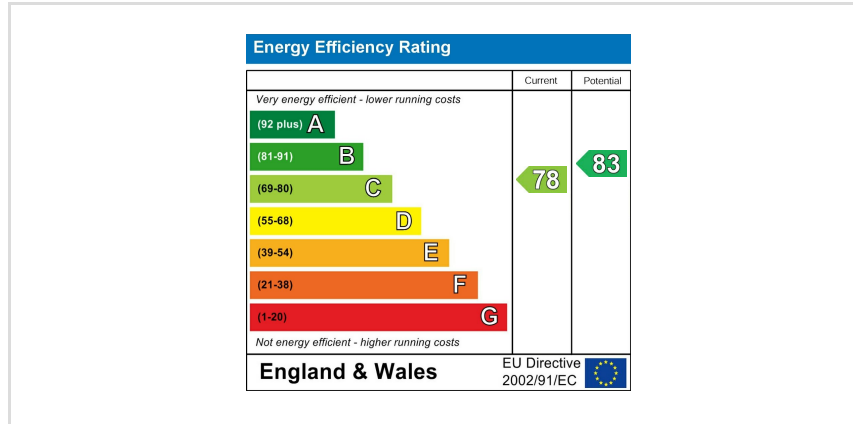 Energy Efficiency Rating
Current Potential
Very energy efficient - lower running costs
(92 plus) A
(81-91) B
(69-80) C
(55-68) D
(39-54) E
(21-38) F
(1-20) G
78
83
Not energy efficient - higher running costs
England & Wales
EU Directive
2002/91/EC